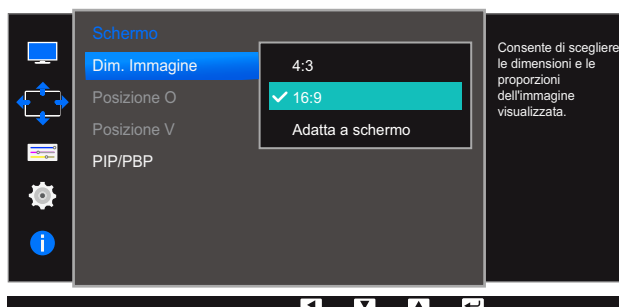 Schermo
Dim. Immagine
Posizione O
Posizione V
PIP/PBP
4:3
16:9
Adatta a schermo
Consente di scegliere
le dimensioni e le
proporzioni
dell'immagine
visualizzata.